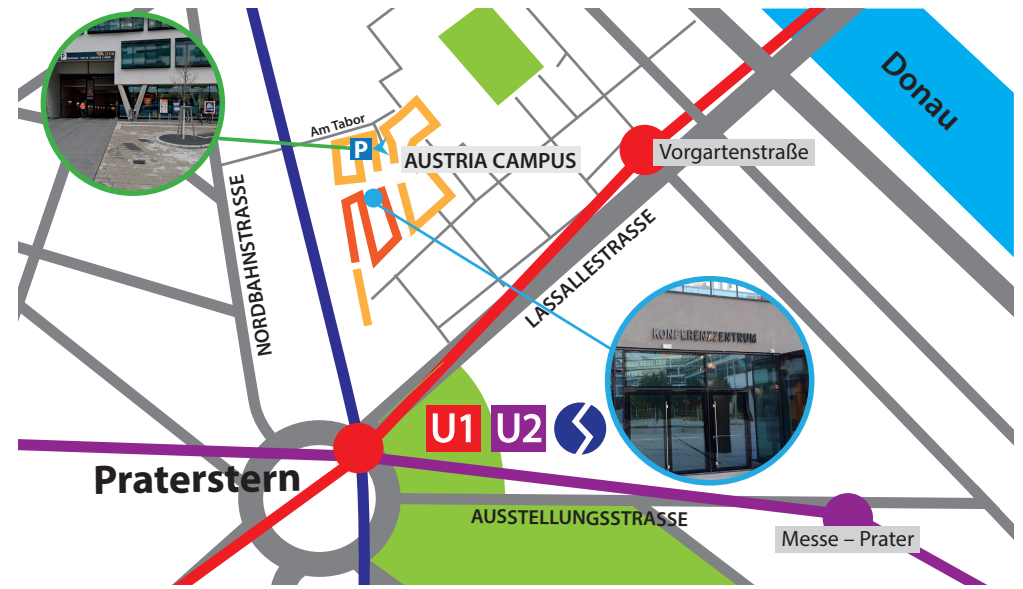 P
Am Tabor
P
AUSTRIA CAMPUS
Vorgartenstraße
Donau
NORDBAHNSTRASSE
LASSALLESTRASSE
KONFERENZZENTRUM
U1 U2
Praterstern
AUSSTELLUNGSSTRASSE
Messe – Prater